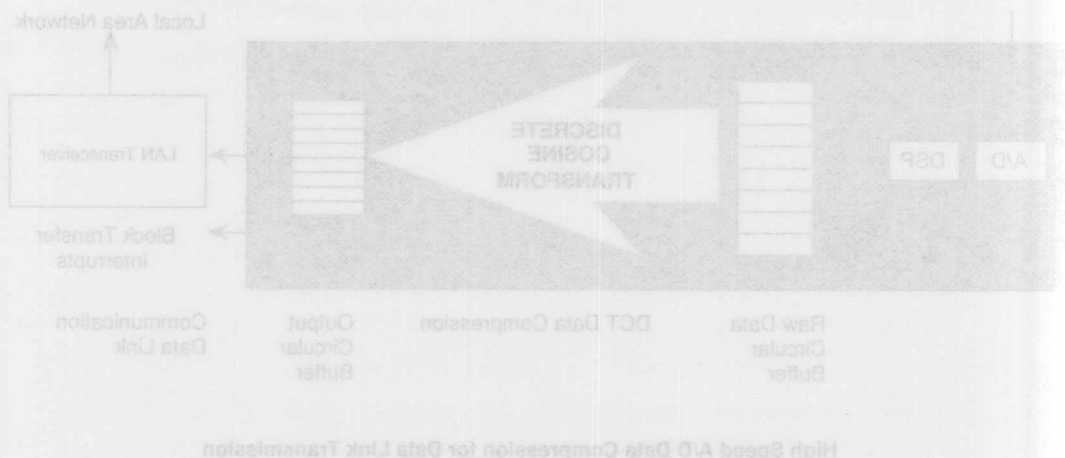 Local Area Network
LAN Transceiver
Block Transfer
Interrupts
DISCRETE
COSINE
TRANSFORM
DSP
A/D
Communication
Data Link
Output
Circular
Buffer
DCT Data Compression
Raw Data
Circular
Buffer
High Speed A/D Data Compression for Data Link Transmission